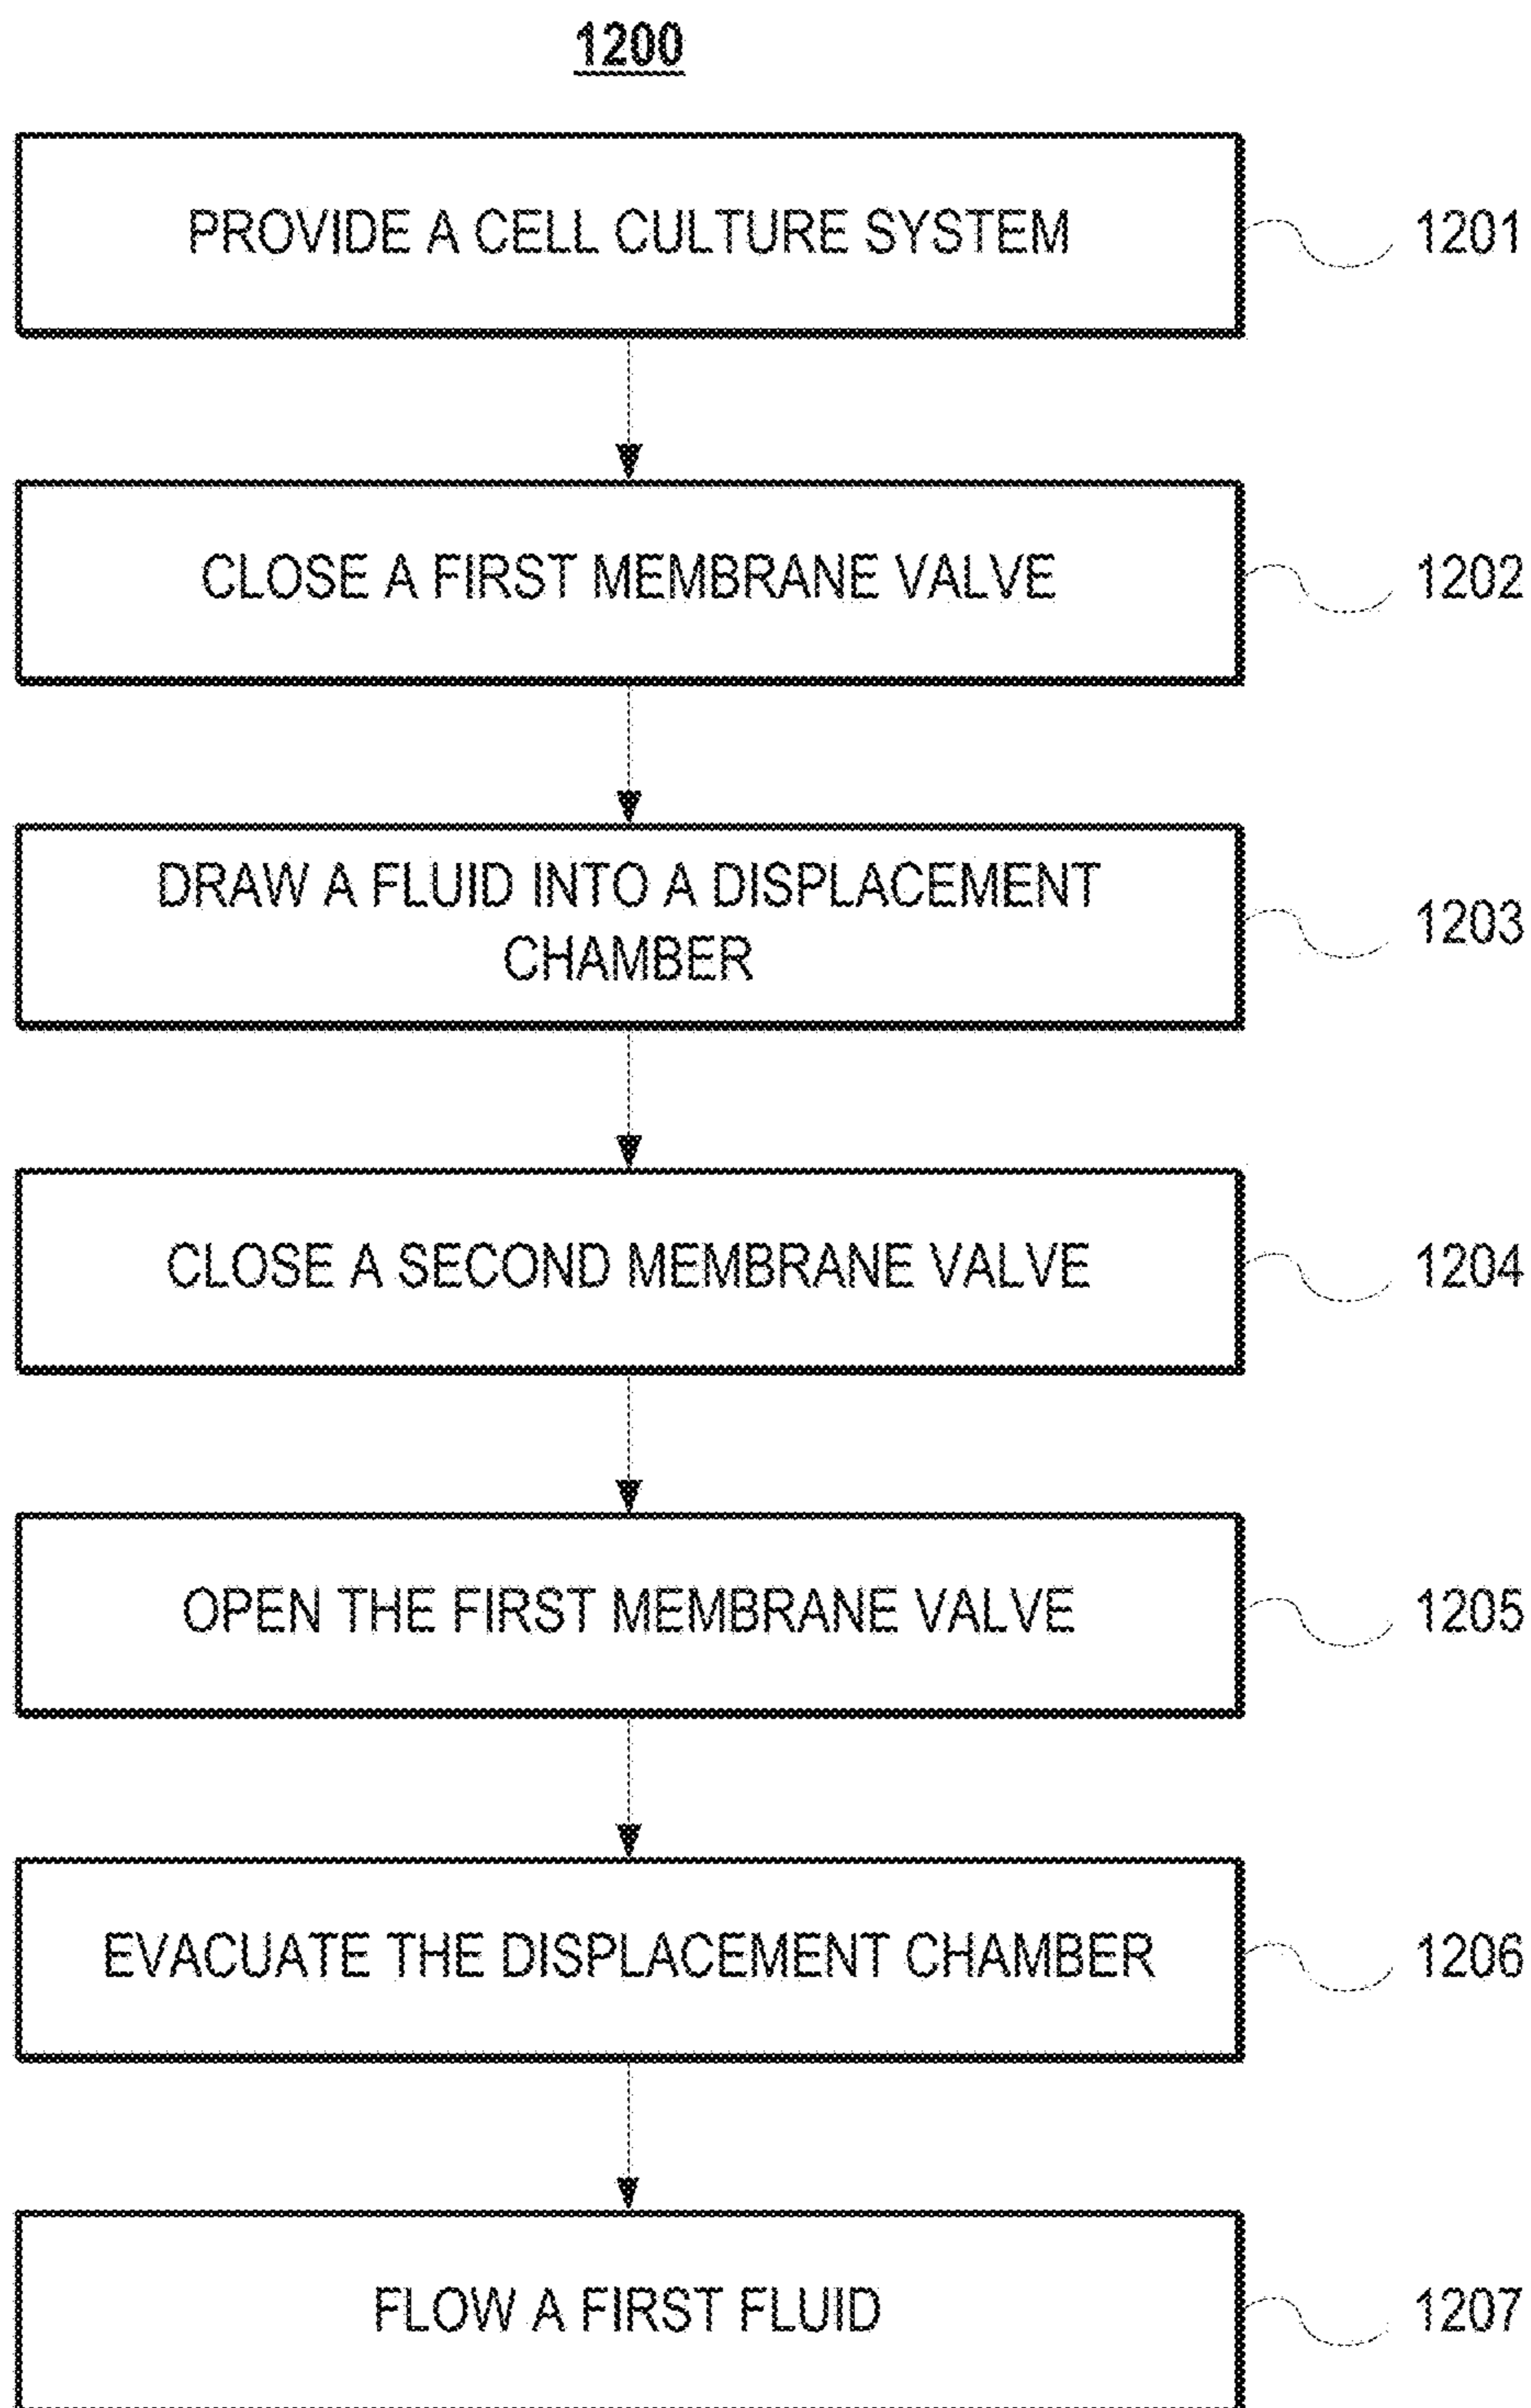 1200
PROVIDE A CELL CULTURE SYSTEM
1201
CLOSE A FIRST MEMBRANE VALVE
1202
DRAW A FLUID INTO A DISPLACEMENT
CHAMBER
1203
CLOSE A SECOND MEMBRANE VALVE
1204
OPEN THE FIRST MEMBRANE VALVE
1205
EVACUATE THE DISPLACEMENT CHAMBER
1206
FLOW A FIRST FLUID
1207